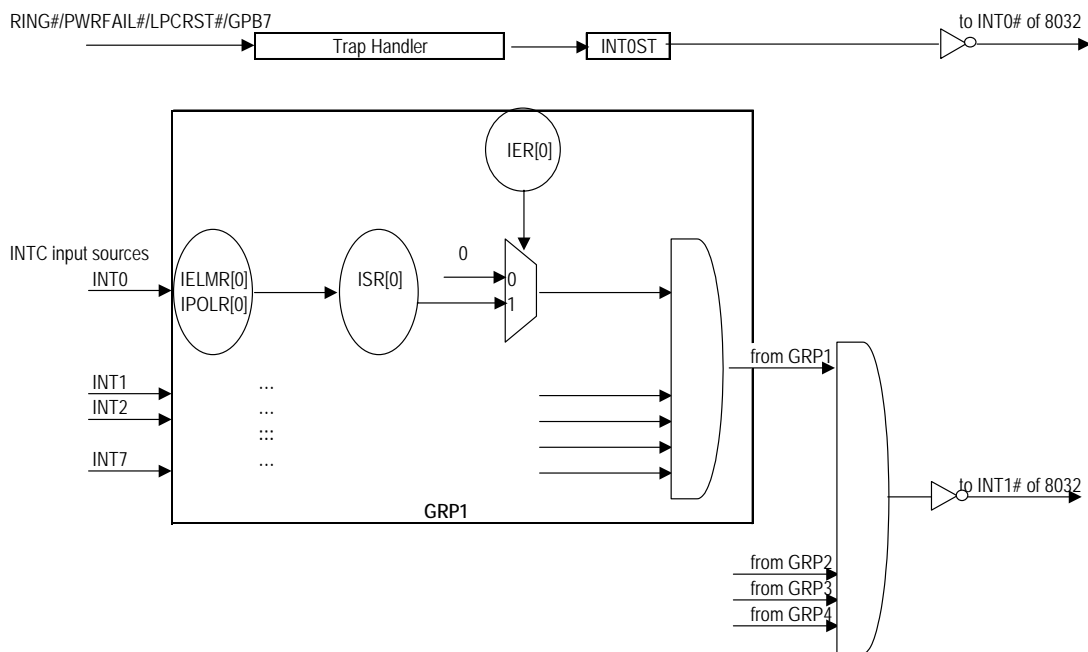 RING#/PWRFAIL#/LPCRST#/GPB7
Trap Handler
INT0ST
to INT0# of 8032
IER[0]
INTC input sources
INT0
IELMR[0]
IPOLR[0]
ISR[0]
0
0
1
from GRP1
INT1
...
INT2
...
:::
INT7
...
GRP1
to INT1# of 8032
from GRP2
from GRP3
from GRP4